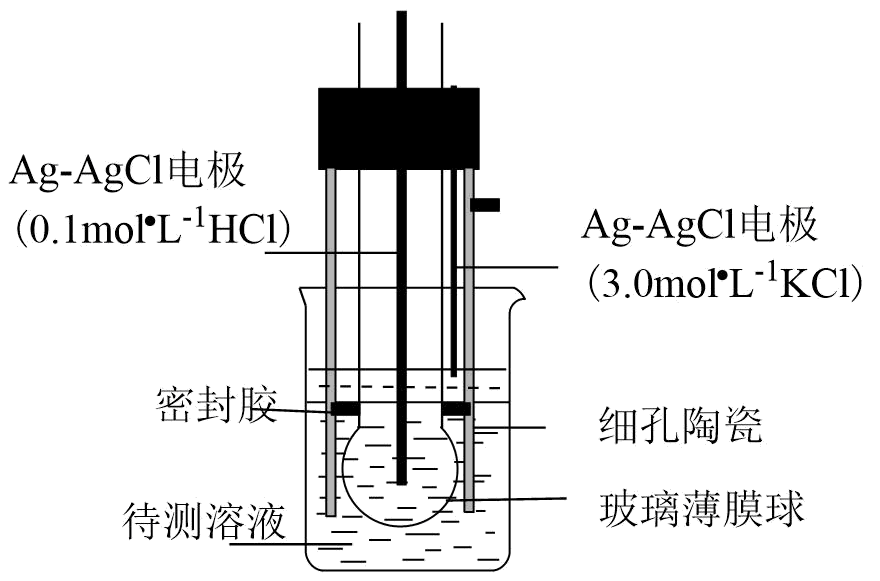 Ag-AgCl电极
(0.1mol•L-1HCl)
Ag-AgCl电极
(3.0mol•L-1KCl)
密封胶
细孔陶瓷
待测溶液
玻璃薄膜球